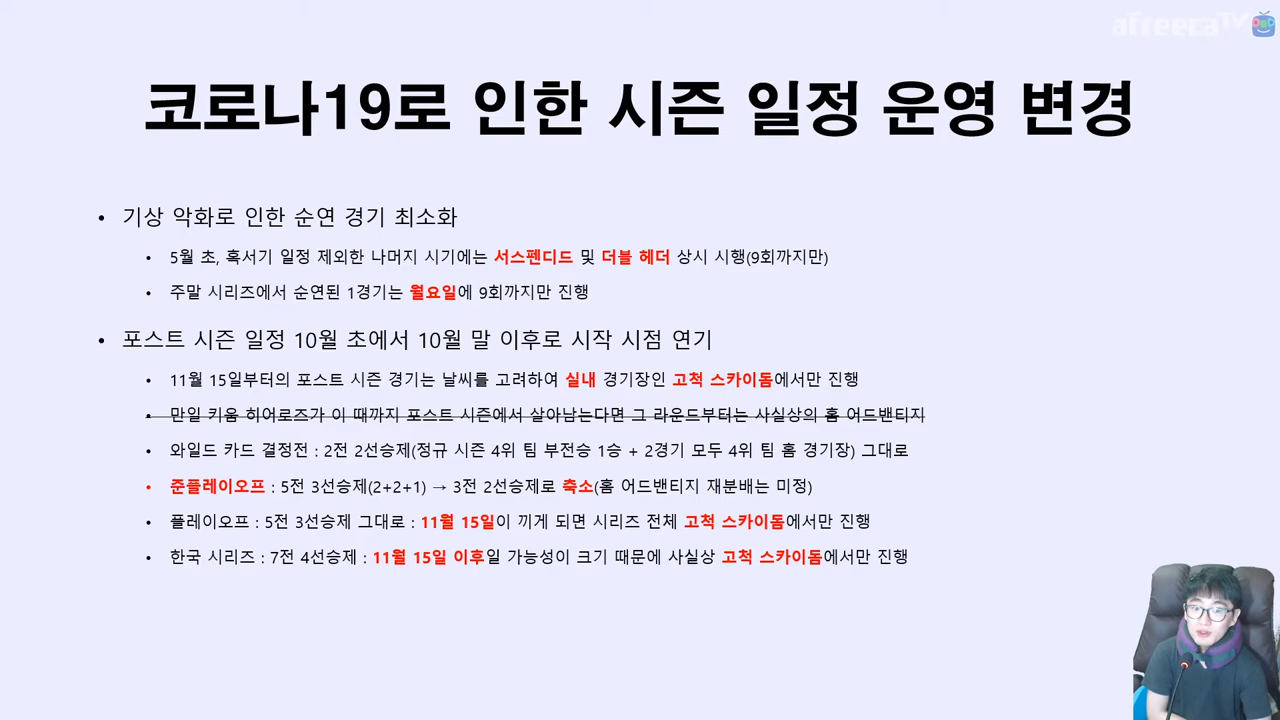 afreecaTV
코로나19로 인한 시즌 일정 운영 변경
• 기상 악화로 인한 순연 경기 최소화
• 5월 초, 혹서기 일정 제외한 나머지 시기에는 서스펜디드 및 더블 헤더 상시 시행(9회까지만)
• 주말 시리즈에서 순연된 1경기는 월요일에 9회까지만 진행
• 포스트 시즌 일정 10월 초에서 10월 말 이후로 시작 시점 연기
• 11월 15일부터의 포스트 시즌 경기는 날씨를 고려하여 실내 경기장인 고척 스카이돔에서만 진행
• 만일 키움 히어로즈가 이 때까지 포스트 시즌에서 살아남는다면 그 라운드부터는 사실상의 홈 어드밴티지
• 와일드 카드 결정전 : 2전 2선승제(정규 시즌 4위 팀 부전승 1승 + 2경기 모두 4위 팀 홈 경기장) 그대로
• 준플레이오프 : 5전 3선승제(2+2+1) → 3전 2선승제로 축소(홈 어드밴티지 재분배는 미정)
• 플레이오프 : 5전 3선승제 그대로 : 11월 15일이 끼게 되면 시리즈 전체 고척 스카이돔에서만 진행
• 한국 시리즈 : 7전 4선승제 : 11월 15일 이후일 가능성이 크기 때문에 사실상 고척 스카이돔에서만 진행